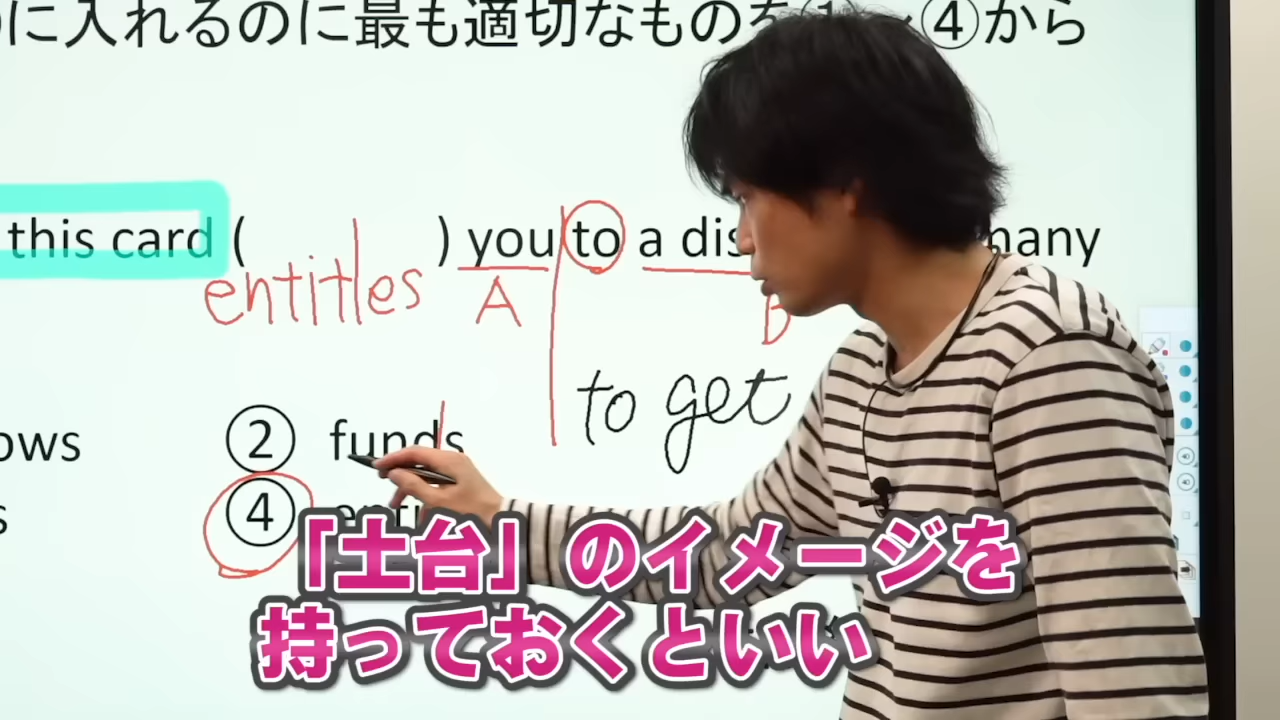 に入れるのに最も適切なものを①～④から
this card ( ) you to a dis many
entitles A B
to get
ows ② funds
s ④
「土台」のイメージを
持っておくといい